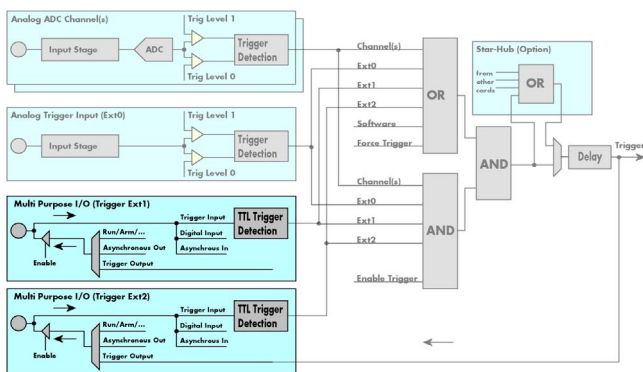 Analog ADC Channel(s)
Trig Level 1
Input Stage
ADC
Trigger
Detection
Trig Level 0
Analog Trigger Input (Ext0)
Trig Level 1
Input Stage
Trigger
Detection
Trig Level 0
Multi Purpose I/O (Trigger Ext1)
Trigger Input
TTL Trigger
Detection
Run/Arm/...
Digital Input
Asynchronous Out
Asynchrous In
Trigger Output
Enable
Multi Purpose I/O (Trigger Ext2)
Trigger Input
TTL Trigger
Detection
Run/Arm/...
Digital Input
Asynchronous Out
Asynchrous In
Trigger Output
Enable
Channel(s)
Ext0
Ext1
Ext2
Software
Force Trigger
OR
Channel(s)
Ext0
Ext1
Ext2
Enable Trigger
AND
AND
Star-Hub (Option)
from
other
cards
OR
Delay
Trigger